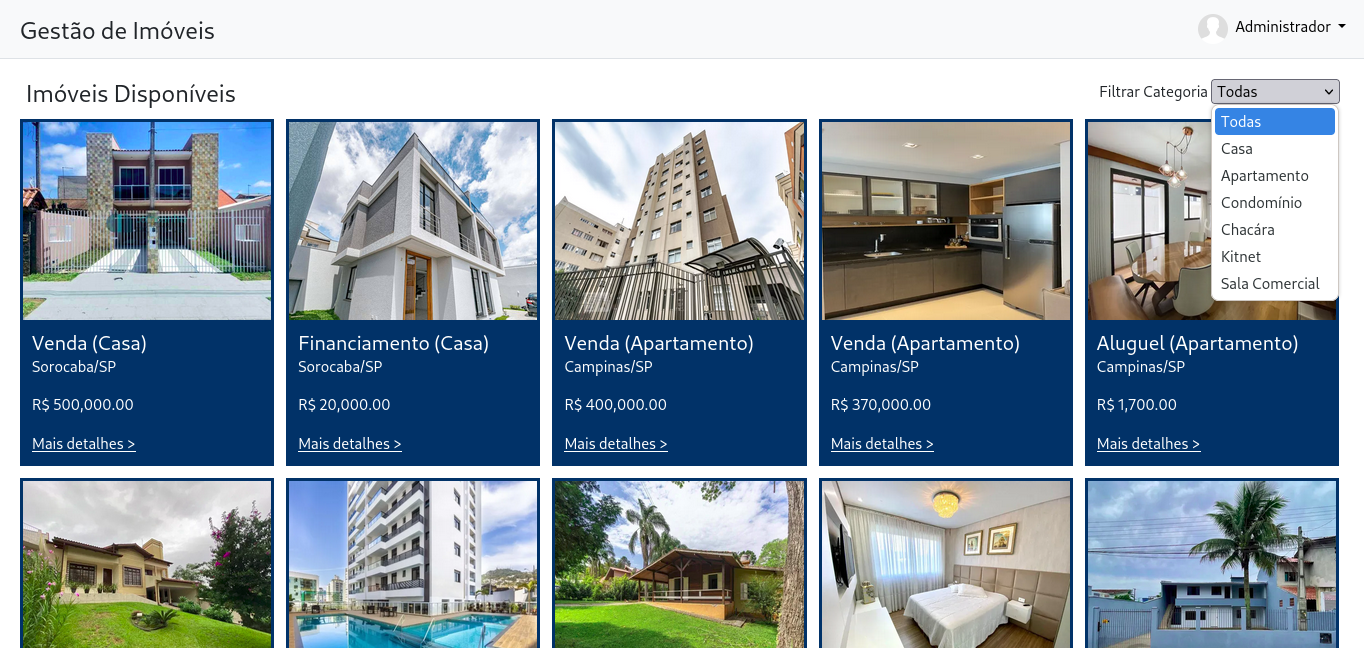 Gestão de Imóveis
Administrador
Imóveis Disponíveis
Filtrar Categoria Todas
Todas
Casa
Apartamento
Condomínio
Chacára
Kitnet
Sala Comercial
Venda (Casa)
Sorocaba/SP
R$ 500,000.00
Mais detalhes >
Financiamento (Casa)
Sorocaba/SP
R$ 20,000.00
Mais detalhes >
Venda (Apartamento)
Campinas/SP
R$ 400,000.00
Mais detalhes >
Venda (Apartamento)
Campinas/SP
R$ 370,000.00
Mais detalhes >
Aluguel (Apartamento)
Campinas/SP
R$ 1,700.00
Mais detalhes >